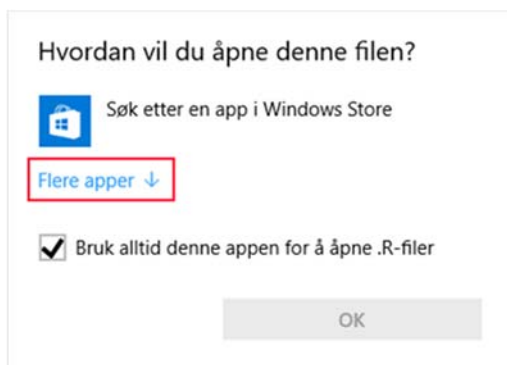 Hvordan vil du åpne denne filen?
Søk etter en app i Windows Store
Flere apper ↓
Bruk alltid denne appen for å åpne .R-filer
OK